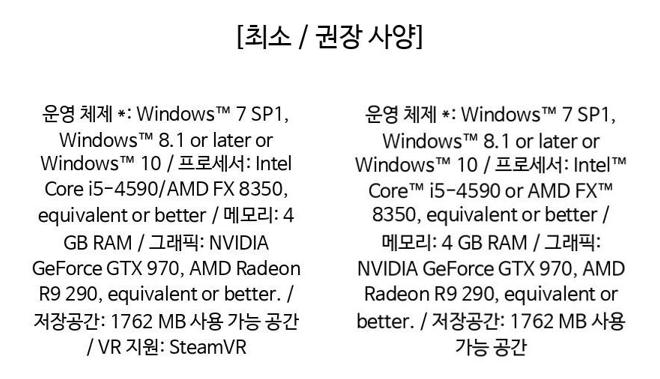 [최소 / 권장 사양]
운영 체제 *: Windows™ 7 SP1,
Windows™ 8.1 or later or
Windows™ 10 / 프로세서: Intel
Core i5-4590/AMD FX 8350,
equivalent or better / 메모리: 4
GB RAM / 그래픽: NVIDIA
GeForce GTX 970, AMD Radeon
R9 290, equivalent or better. /
저장공간: 1762 MB 사용 가능 공간
/ VR 지원: SteamVR
운영 체제 *: Windows™ 7 SP1,
Windows™ 8.1 or later or
Windows™ 10 / 프로세서: Intel™
Core™ i5-4590 or AMD FX™
8350, equivalent or better /
메모리: 4 GB RAM / 그래픽:
NVIDIA GeForce GTX 970, AMD
Radeon R9 290, equivalent or
better. / 저장공간: 1762 MB 사용
가능 공간